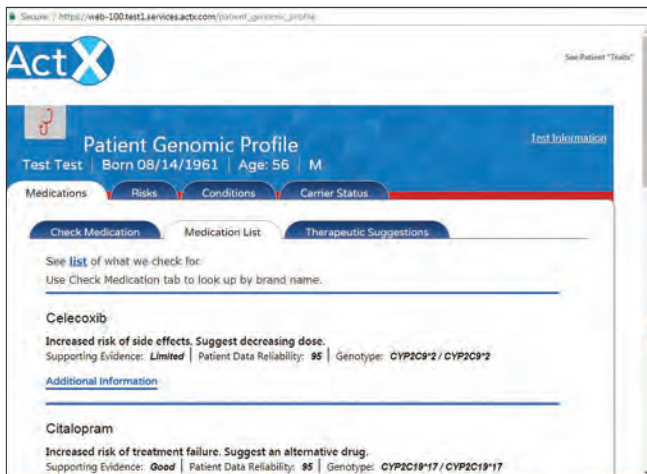 Secure | https://web-100.test1.services.actx.com/patient_genomic_profile
ActX
See Patient "Traits"
Patient Genomic Profile
Test Information
Test Test | Born 08/14/1961 | Age: 56 | M
Medications Risks Conditions Carrier Status
Check Medication Medication List Therapeutic Suggestions
See list of what we check for
Use Check Medication tab to look up by brand name.
Celecoxib
Increased risk of side effects. Suggest decreasing dose.
Supporting Evidence: Limited | Patient Data Reliability: 95 | Genotype: CYP2C9*2 / CYP2C9*2
Additional Information
Citalopram
Increased risk of treatment failure. Suggest an alternative drug.
Supporting Evidence: Good | Patient Data Reliability: 95 | Genotype: CYP2C19*17 / CYP2C19*17